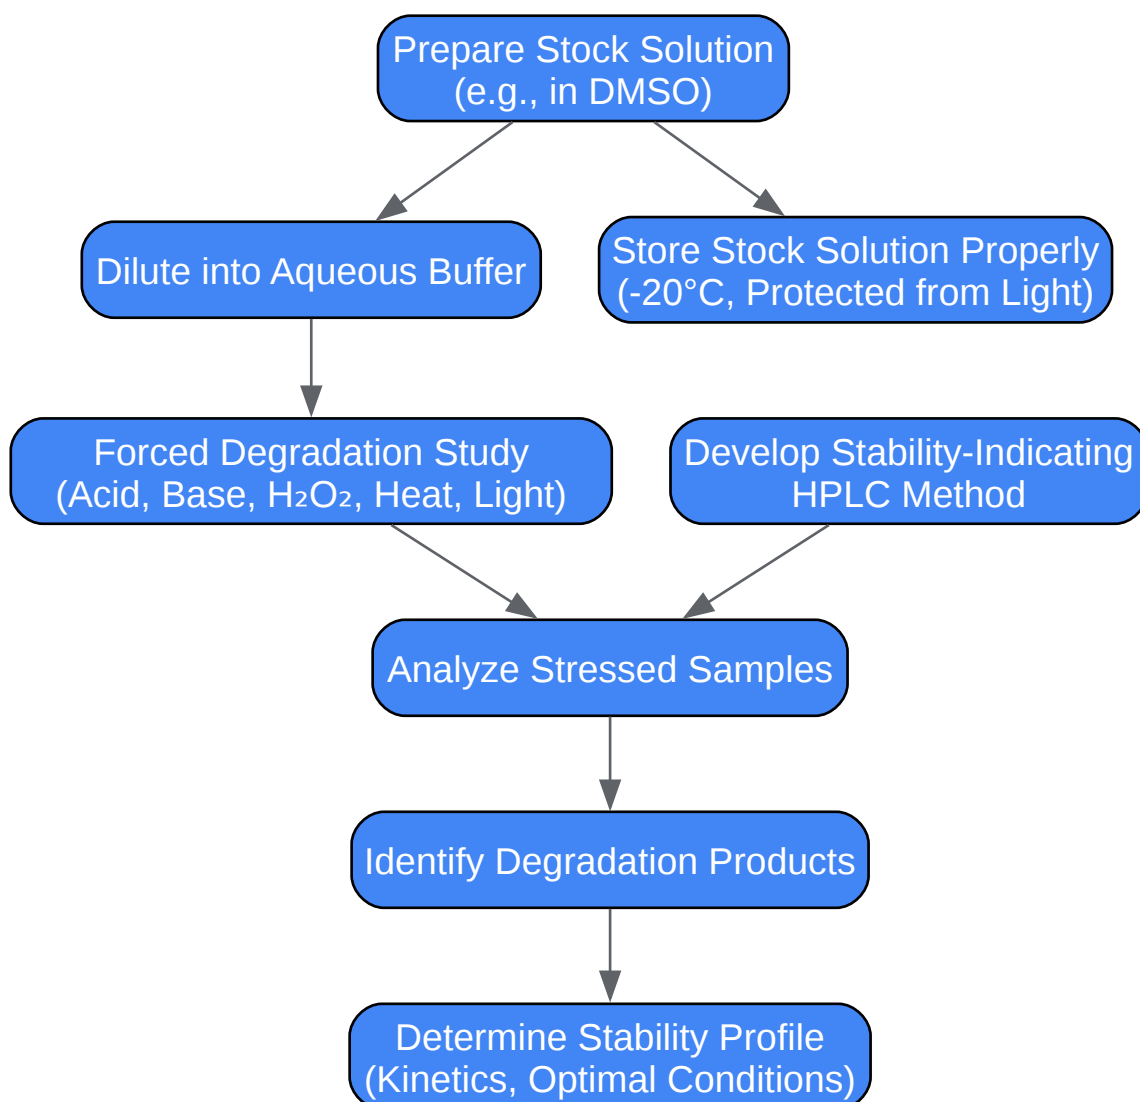 Prepare Stock Solution
(e.g., in DMSO)
Dilute into Aqueous Buffer
Store Stock Solution Properly
(-20°C, Protected from Light)
Forced Degradation Study
(Acid, Base, H₂O₂, Heat, Light)
Develop Stability-Indicating
HPLC Method
Analyze Stressed Samples
Identify Degradation Products
Determine Stability Profile
(Kinetics, Optimal Conditions)